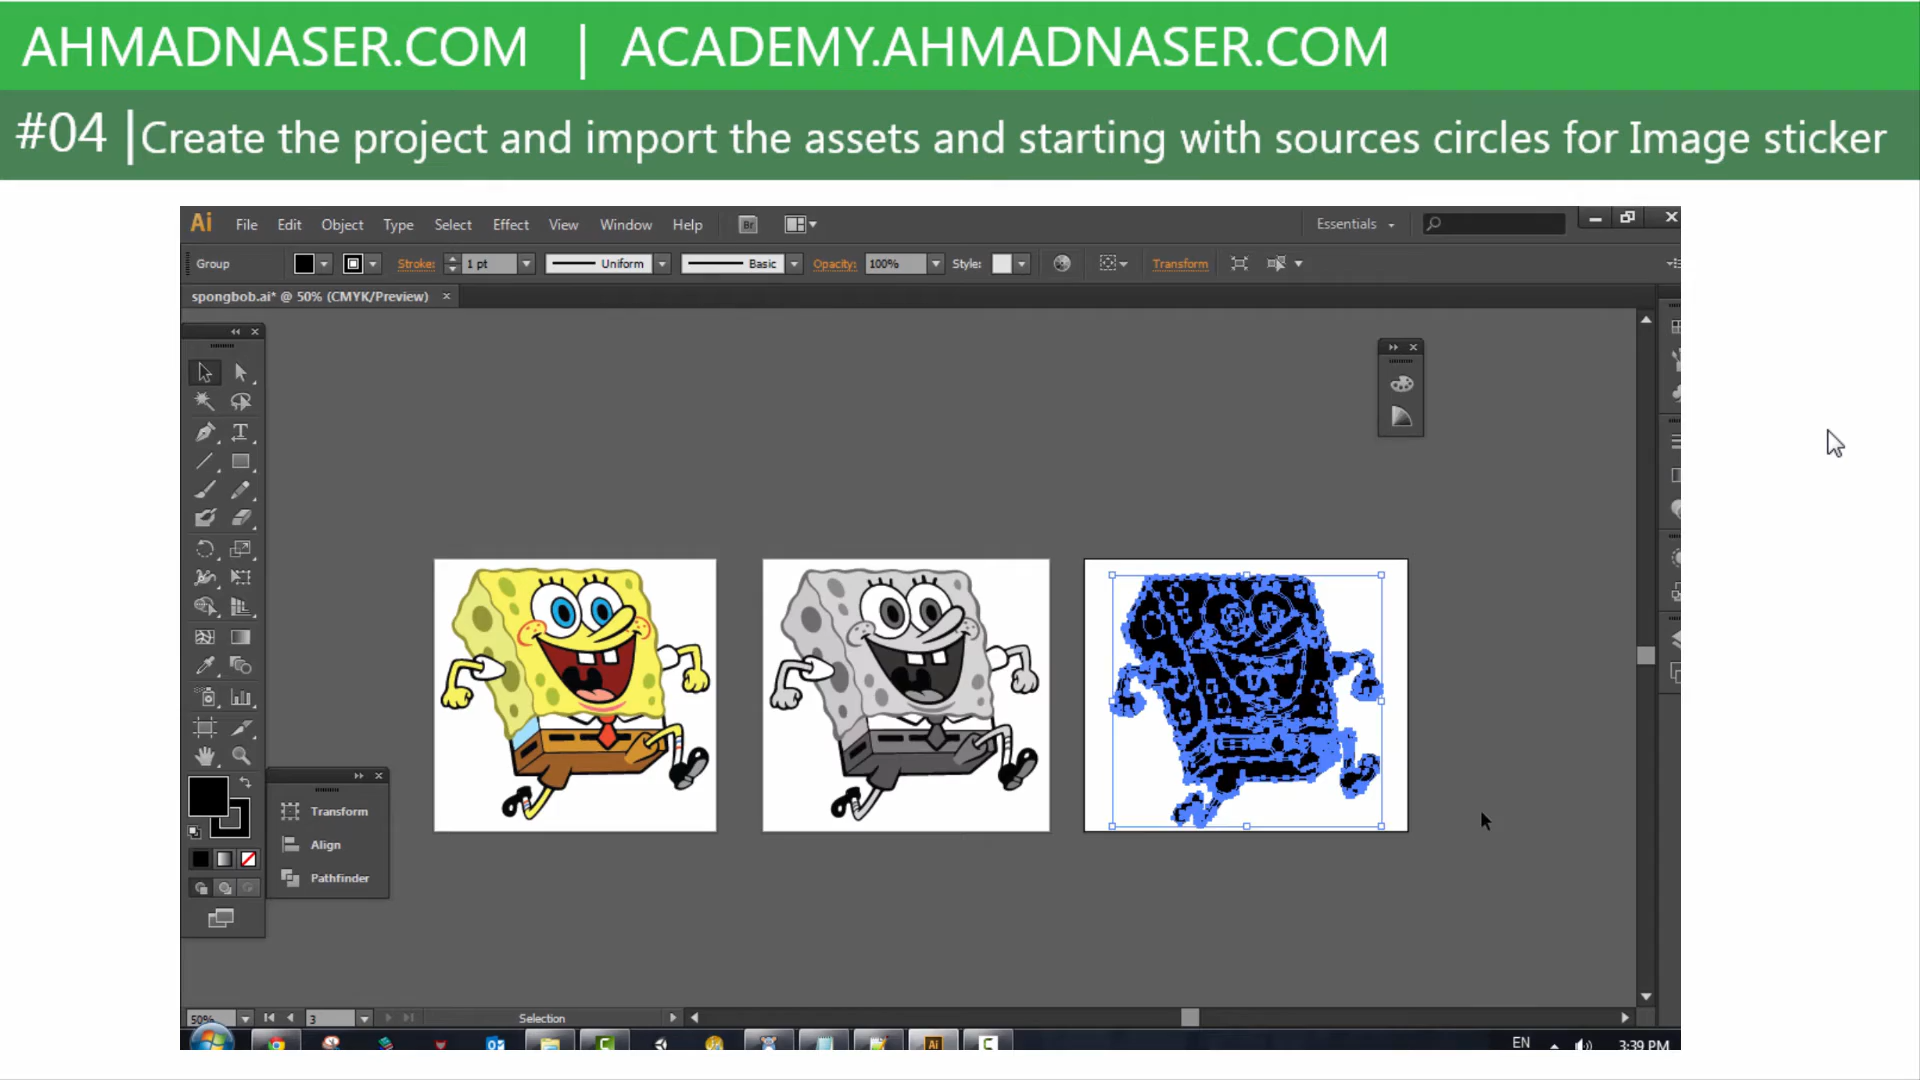 AHMADNASER.COM | ACADEMY.AHMADNASER.COM
#04 |Create the project and import the assets and starting with sources circles for Image sticker
Ai File Edit Object Type Select Effect View Window Help Br Essentials
Group Stroke: 1 pt Uniform Basic Opacity: 100% Style: Transform
spongbob.ai* @ 50% (CMYK/Preview)
Transform
Align
Pathfinder
50% 3 Selection
Ai EN 3:39 PM